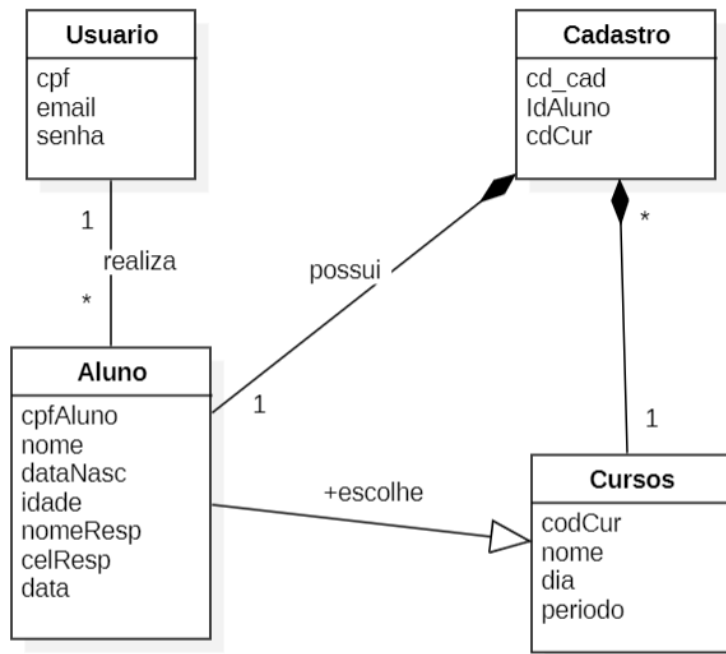 Usuario
cpf
email
senha
Cadastro
cd_cad
IdAluno
cdCur
1
realiza
*
possui
*
Aluno
cpfAluno
nome
dataNasc
idade
nomeResp
celResp
data
1
+escolhe
1
Cursos
codCur
nome
dia
periodo